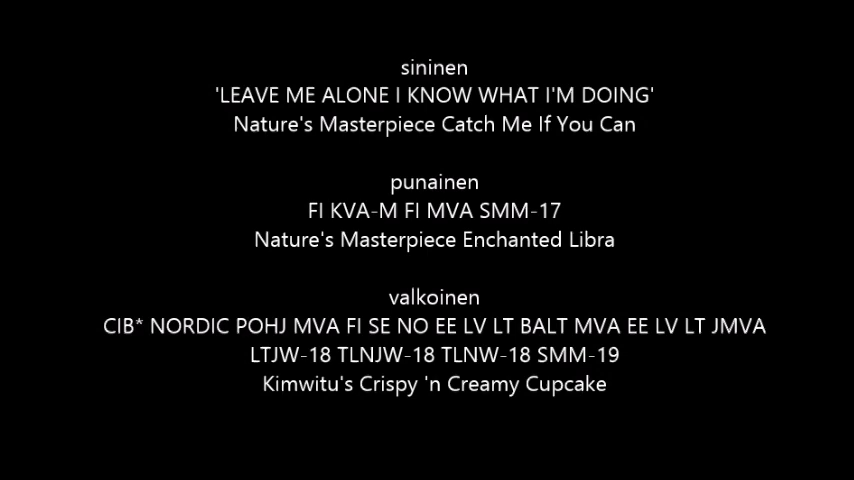 sininen
'LEAVE ME ALONE I KNOW WHAT I'M DOING'
Nature's Masterpiece Catch Me If You Can
punainen
FI KVA-M FI MVA SMM-17
Nature's Masterpiece Enchanted Libra
valkoinen
CIB* NORDIC POHJ MVA FI SE NO EE LV LT BALT MVA EE LV LT JMVA
LTJW-18 TLNJW-18 TLNW-18 SMM-19
Kimwitu's Crispy 'n Creamy Cupcake